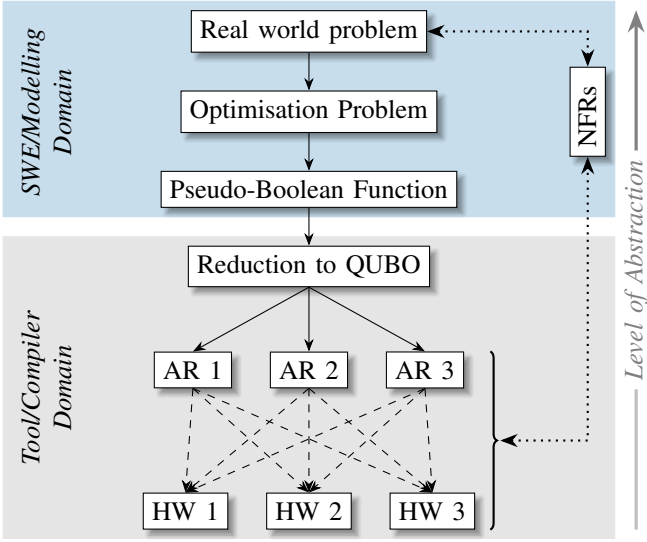 Real world problem
SWE/Modelling
Domain
Optimisation Problem
NFRs
Pseudo-Boolean Function
Level of Abstraction
Reduction to QUBO
Tool/Compiler
Domain
AR 1
AR 2
AR 3
HW 1
HW 2
HW 3